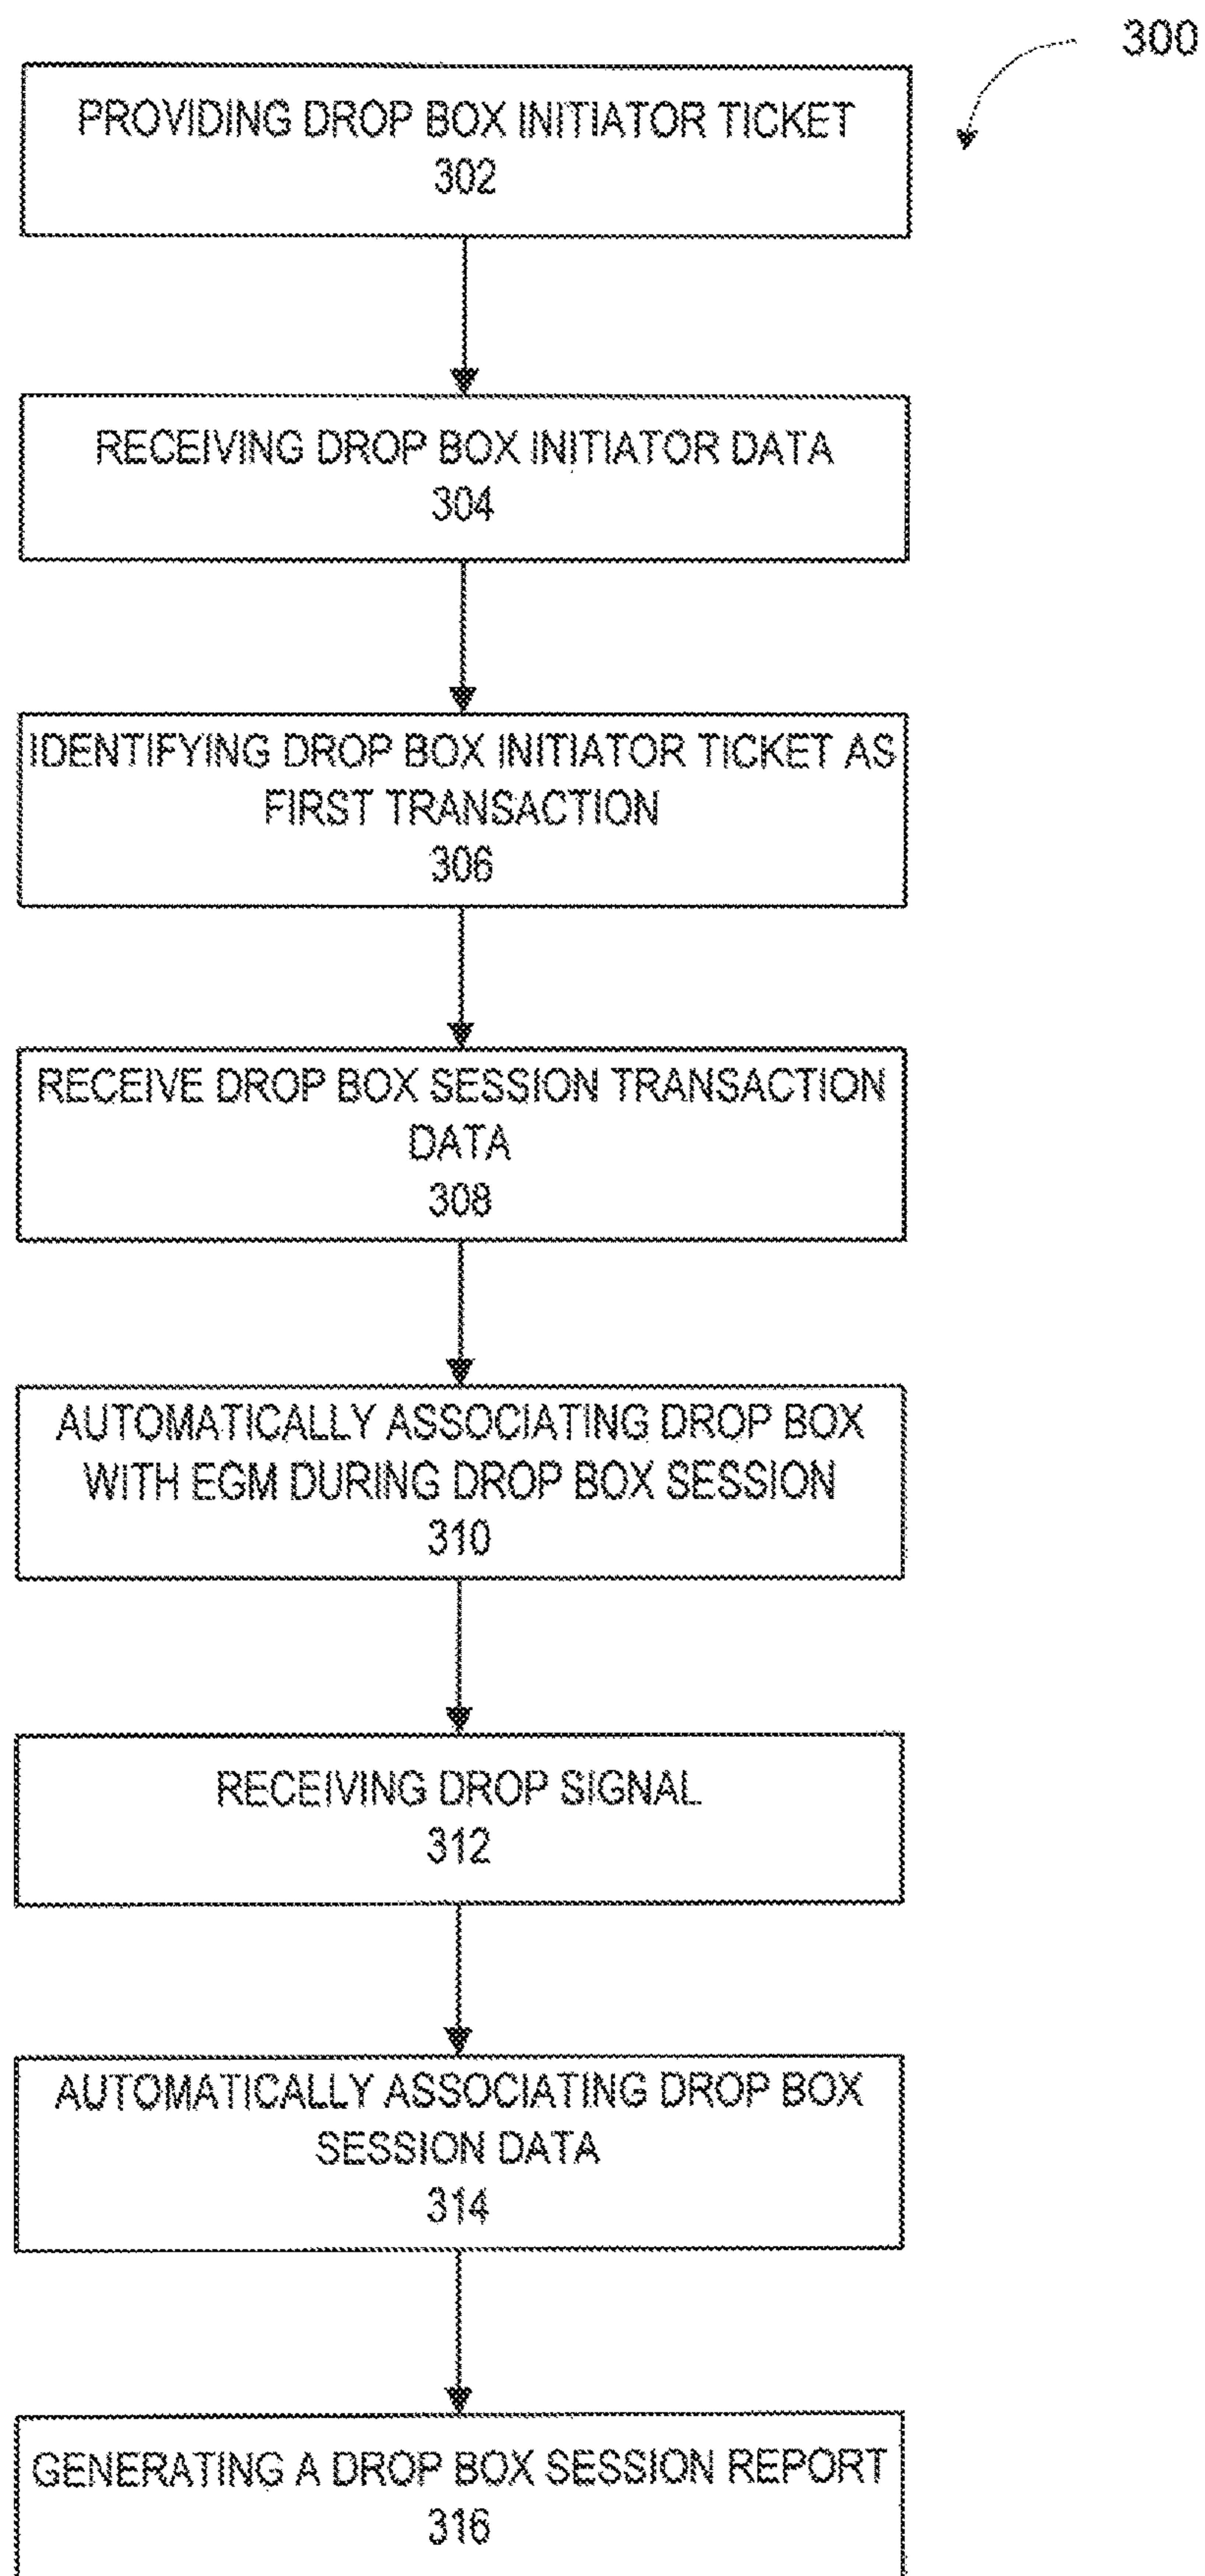 300
PROVIDING DROP BOX INITIATOR TICKET
302
RECEIVING DROP BOX INITIATOR DATA
304
IDENTIFYING DROP BOX INITIATOR TICKET AS
FIRST TRANSACTION
306
RECEIVE DROP BOX SESSION TRANSACTION
DATA
308
AUTOMATICALLY ASSOCIATING DROP BOX
WITH EGM DURING DROP BOX SESSION
310
RECEIVING DROP SIGNAL
312
AUTOMATICALLY ASSOCIATING DROP BOX
SESSION DATA
314
GENERATING A DROP BOX SESSION REPORT
316